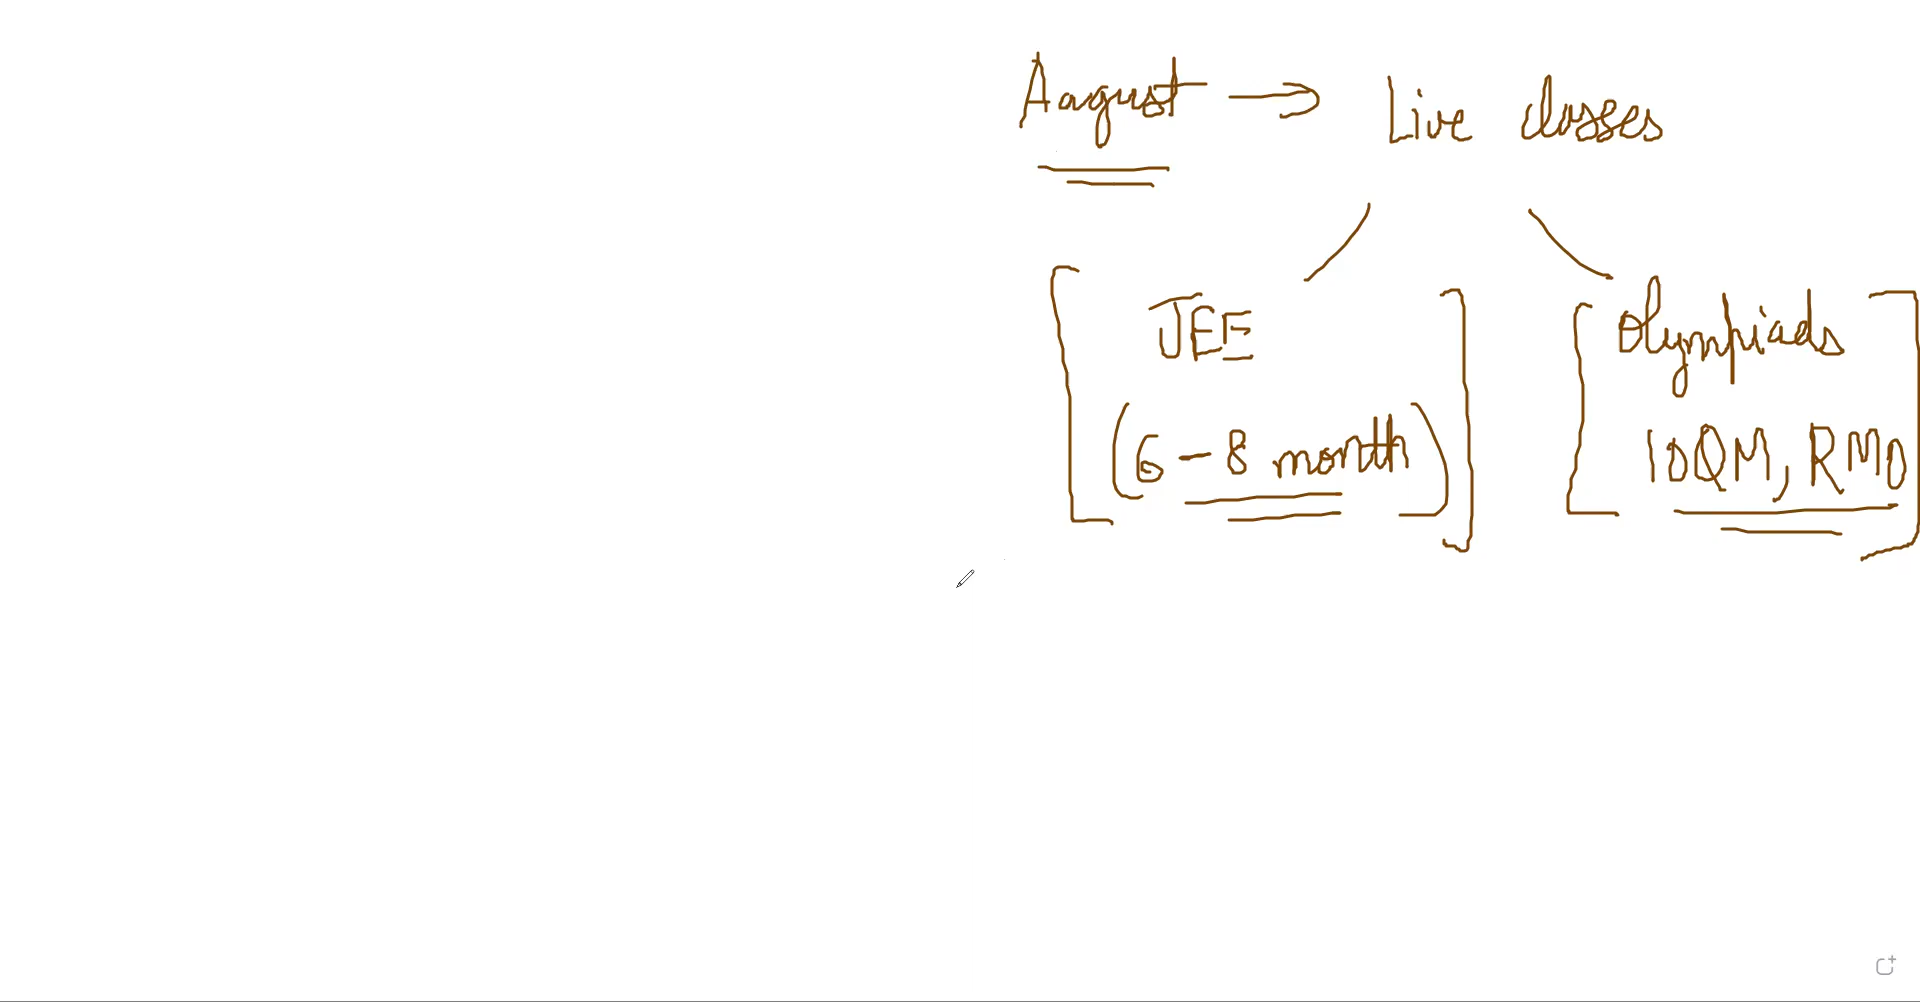 August → Live classes
JEE
(6 - 8 month)
Olympiads
IOQM, RMO